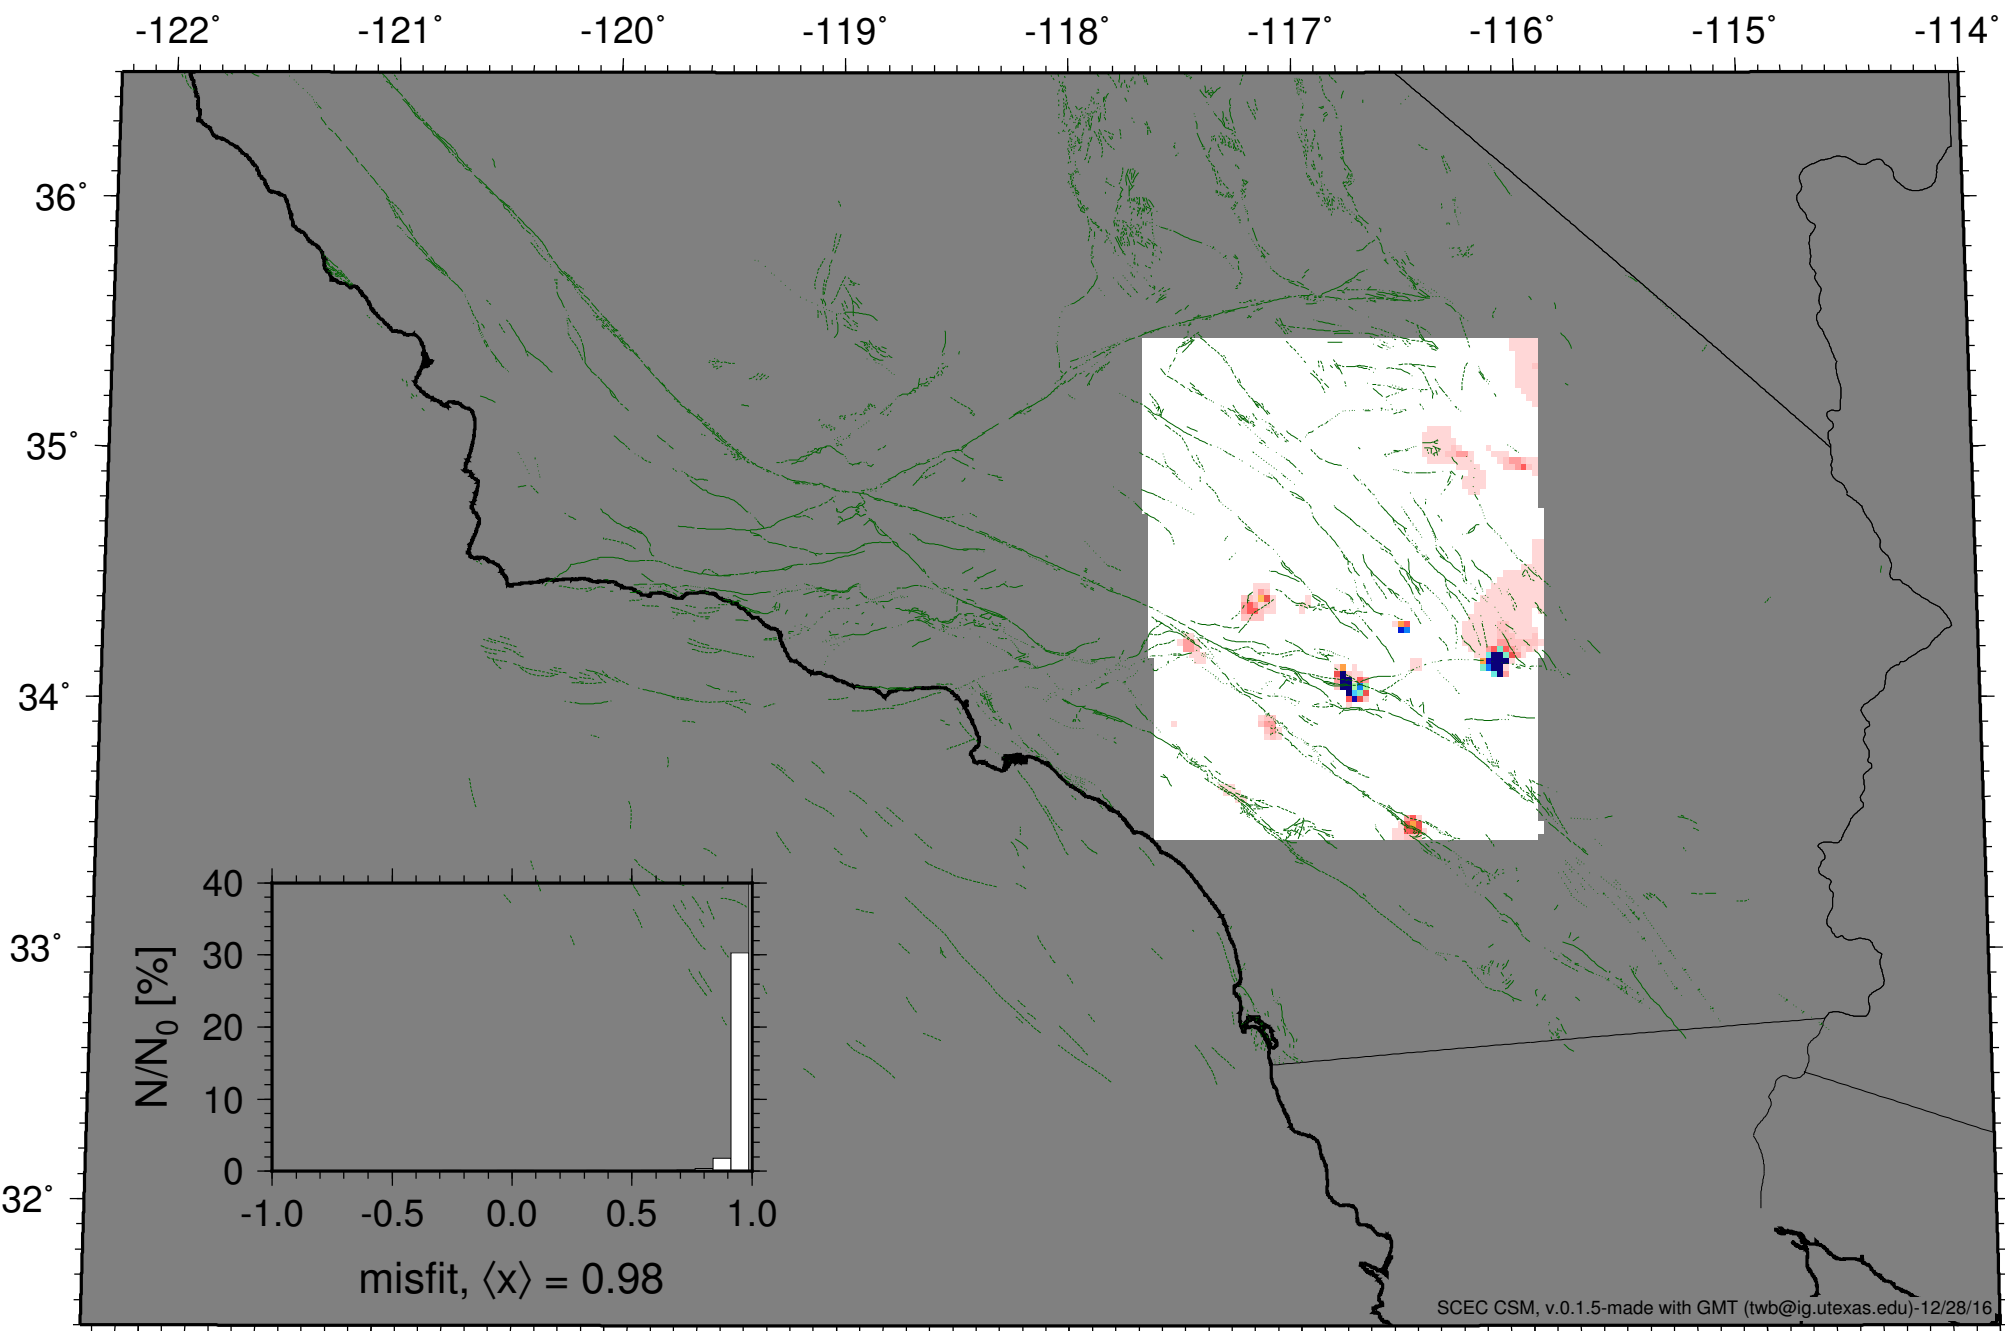 -122˚ -121˚ -120˚ -119˚ -118˚ -117˚ -116˚ -115˚ -114˚
36˚
35˚
34˚
33˚
32˚
40
30
20
10
0
N/N0 [%]
-1.0 -0.5 0.0 0.5 1.0
misfit, ⟨x⟩ = 0.98
SCEC CSM, v.0.1.5-made with GMT (twb@ig.utexas.edu)-12/28/16